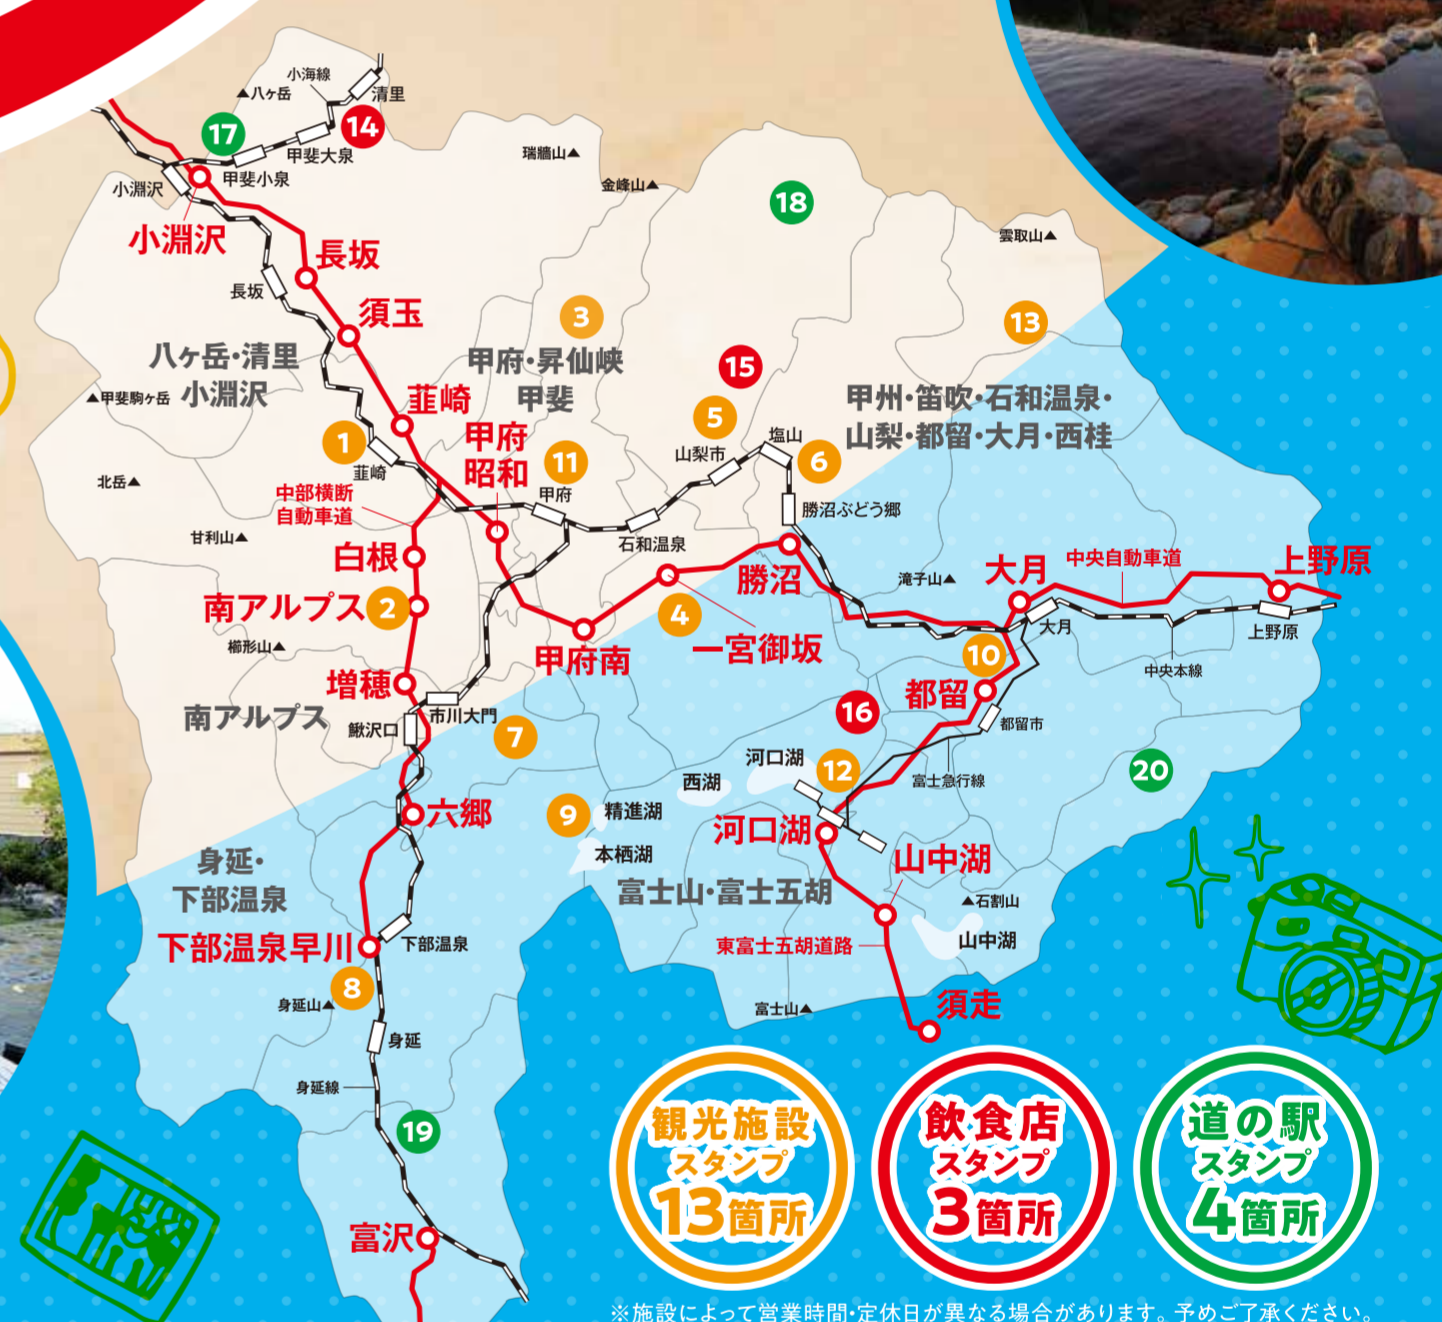 小海線
▲八ヶ岳
清里
17
14
甲斐大泉
甲斐小泉
小淵沢
小淵沢
瑞牆山▲
金峰山▲
18
雲取山▲
長坂
長坂
須玉
3
13
八ヶ岳・清里
小淵沢
甲府・昇仙峡
甲斐
15
▲甲斐駒ヶ岳
韮崎
甲州・笛吹・石和温泉・
山梨・都留・大月・西桂
5
1
韮崎
甲府
昭和
11
甲府
山梨市
塩山
6
北岳▲
中部横断
自動車道
勝沼ぶどう郷
甘利山▲
石和温泉
白根
勝沼
滝子山▲
大月
中央自動車道
上野原
南アルプス
2
4
一宮御坂
大月
上野原
櫛形山▲
甲府南
10
中央本線
増穂
都留
南アルプス
市川大門
鰍沢口
7
16
都留市
河口湖
12
富士急行線
20
西湖
9
精進湖
六郷
河口湖
本栖湖
山中湖
身延・
下部温泉
富士山・富士五胡
▲石割山
下部温泉早川
下部温泉
東富士五胡道路
山中湖
8
身延山▲
富士山▲
須走
身延
身延線
19
富沢
観光施設
スタンプ
13箇所
飲食店
スタンプ
3箇所
道の駅
スタンプ
4箇所
※施設によって営業時間・定休日が異なる場合があります。予めご了承ください。